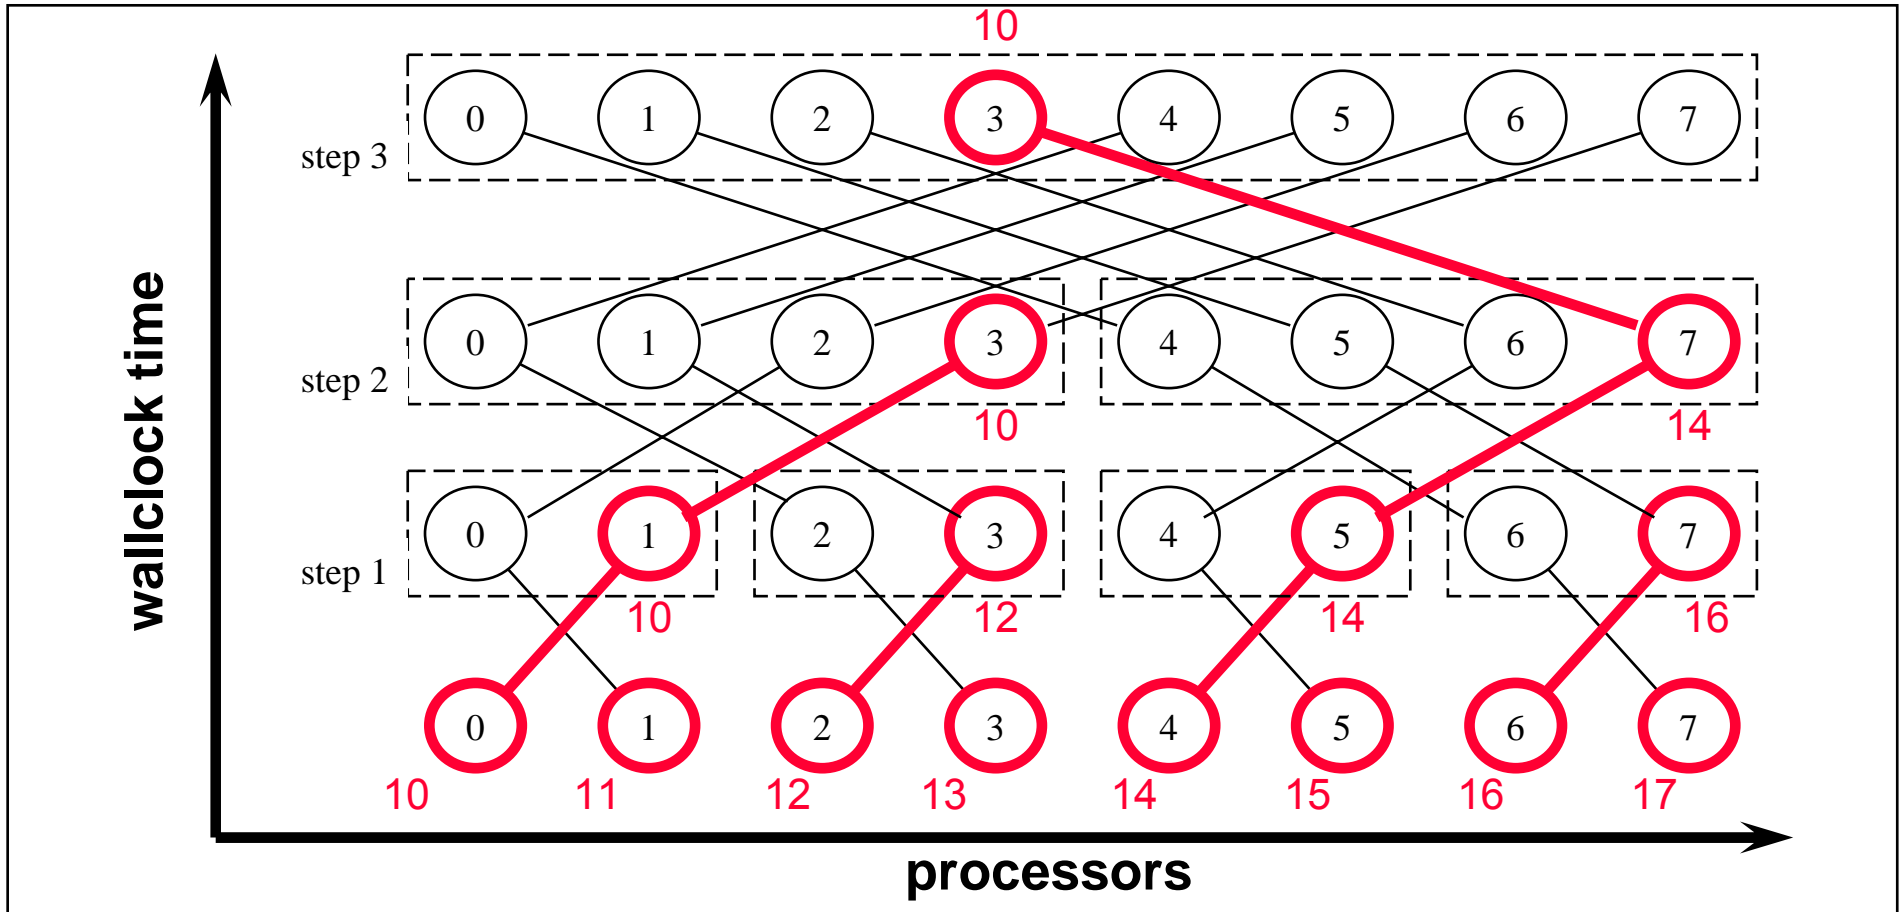 10
0 1 2 3 4 5 6 7
step 3
0 1 2 3 4 5 6 7
step 2
10 14
0 1 2 3 4 5 6 7
step 1
10 12 14 16
0 1 2 3 4 5 6 7
10 11 12 13 14 15 16 17
wallclock time
processors